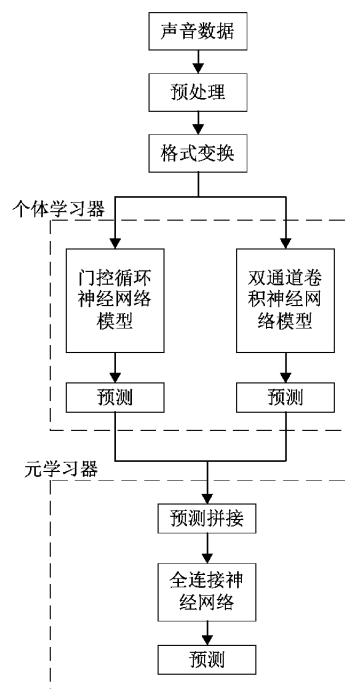 声音数据
预处理
格式变换
个体学习器
门控循环
神经网络
模型
双通道卷
积神经网
络模型
预测
预测
元学习器
预测拼接
全连接神
经网络
预测